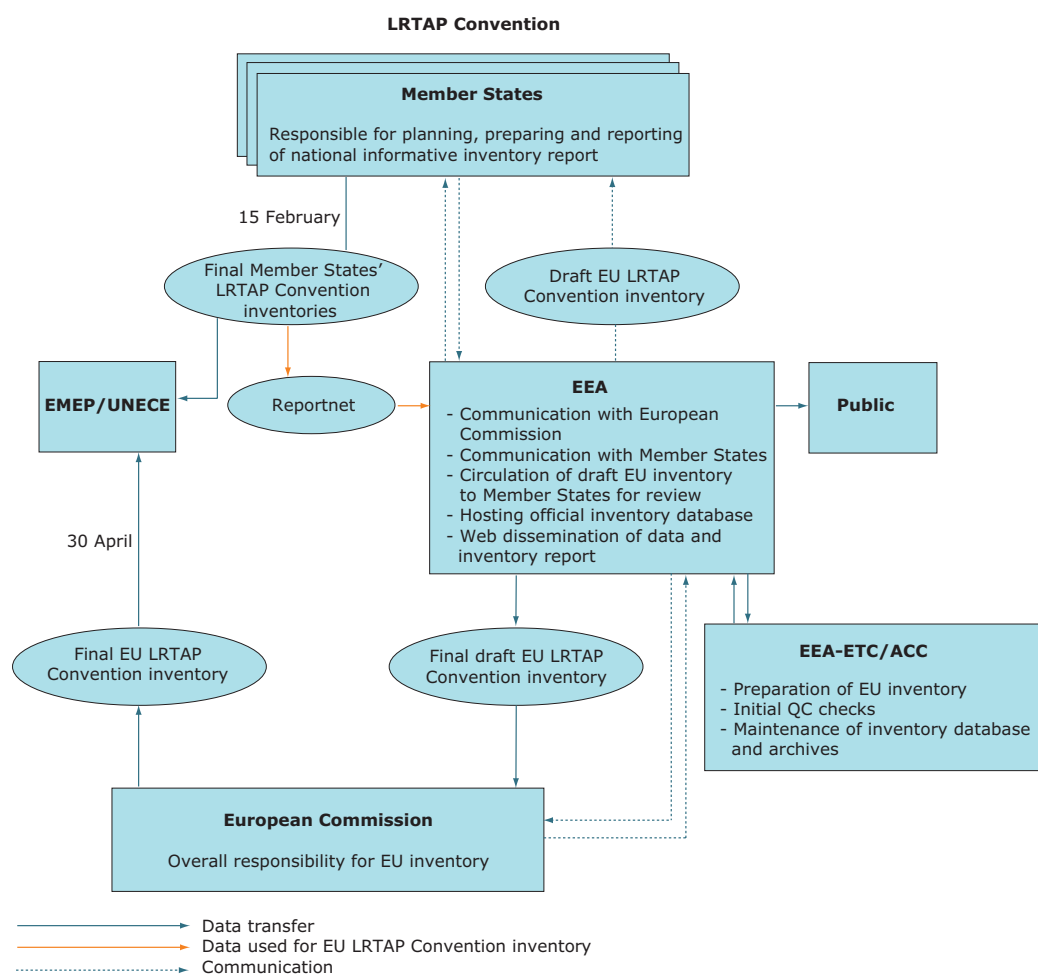 LRTAP Convention
Member States
Responsible for planning, preparing and reporting
of national informative inventory report
15 February
Final Member States’
LRTAP Convention
inventories
Draft EU LRTAP
Convention inventory
EMEP/UNECE
Reportnet
EEA
- Communication with European
Commission
- Communication with Member States
- Circulation of draft EU inventory
to Member States for review
- Hosting official inventory database
- Web dissemination of data and
inventory report
Public
30 April
Final EU LRTAP
Convention inventory
Final draft EU LRTAP
Convention inventory
EEA-ETC/ACC
- Preparation of EU inventory
- Initial QC checks
- Maintenance of inventory database
and archives
European Commission
Overall responsibility for EU inventory
Data transfer
Data used for EU LRTAP Convention inventory
Communication